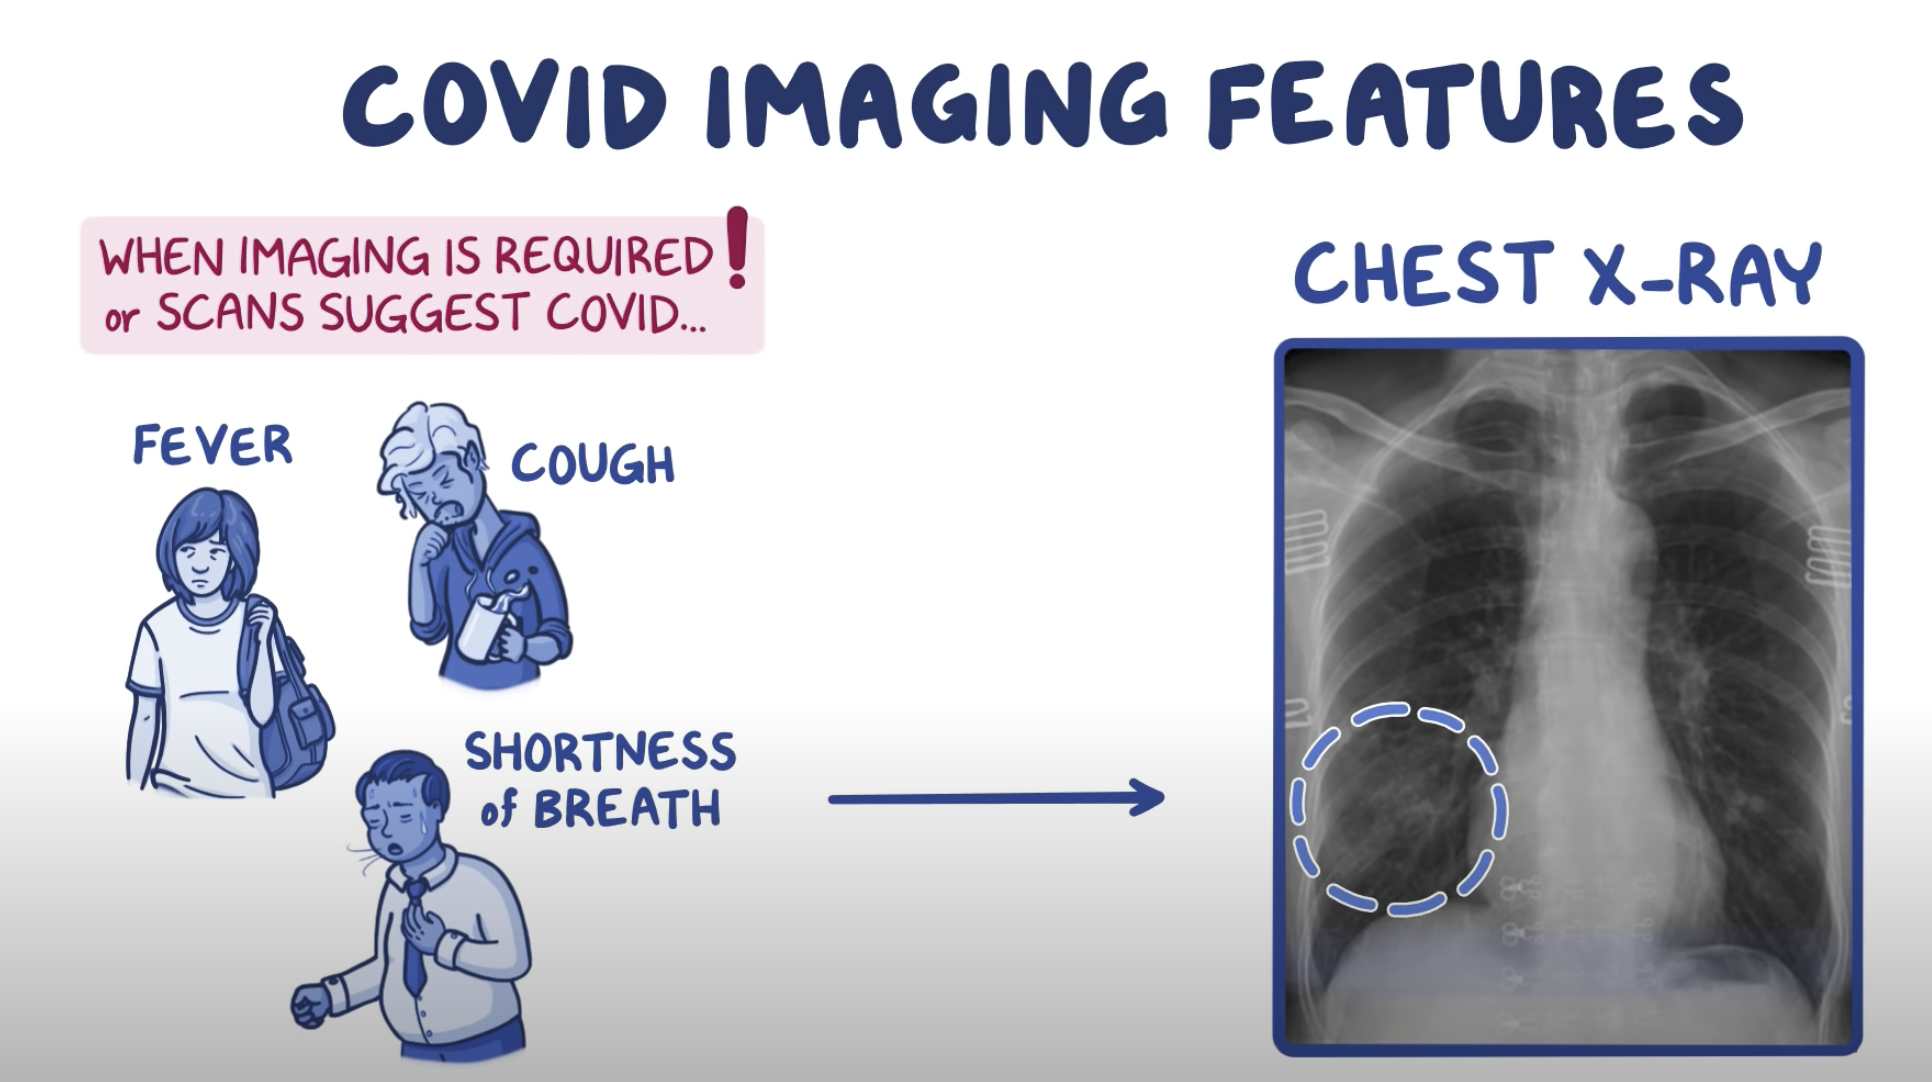 COVID IMAGING FEATURES
WHEN IMAGING IS REQUIRED!
or SCANS SUGGEST COVID...
CHEST X-RAY
FEVER
COUGH
SHORTNESS
of BREATH